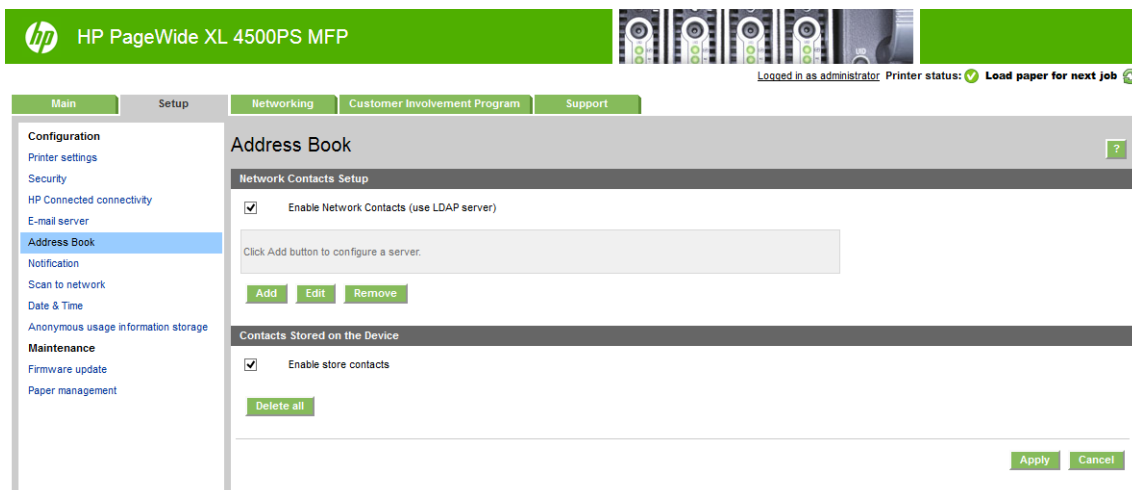 hp HP PageWide XL 4500PS MFP
UID
Logged in as administrator Printer status: Load paper for next job
Main Setup Networking Customer Involvement Program Support
Configuration
Printer settings
Security
HP Connected connectivity
E-mail server
Address Book
Notification
Scan to network
Date & Time
Anonymous usage information storage
Maintenance
Firmware update
Paper management
Address Book ?
Network Contacts Setup
Enable Network Contacts (use LDAP server)
Click Add button to configure a server.
Add Edit Remove
Contacts Stored on the Device
Enable store contacts
Delete all
Apply Cancel